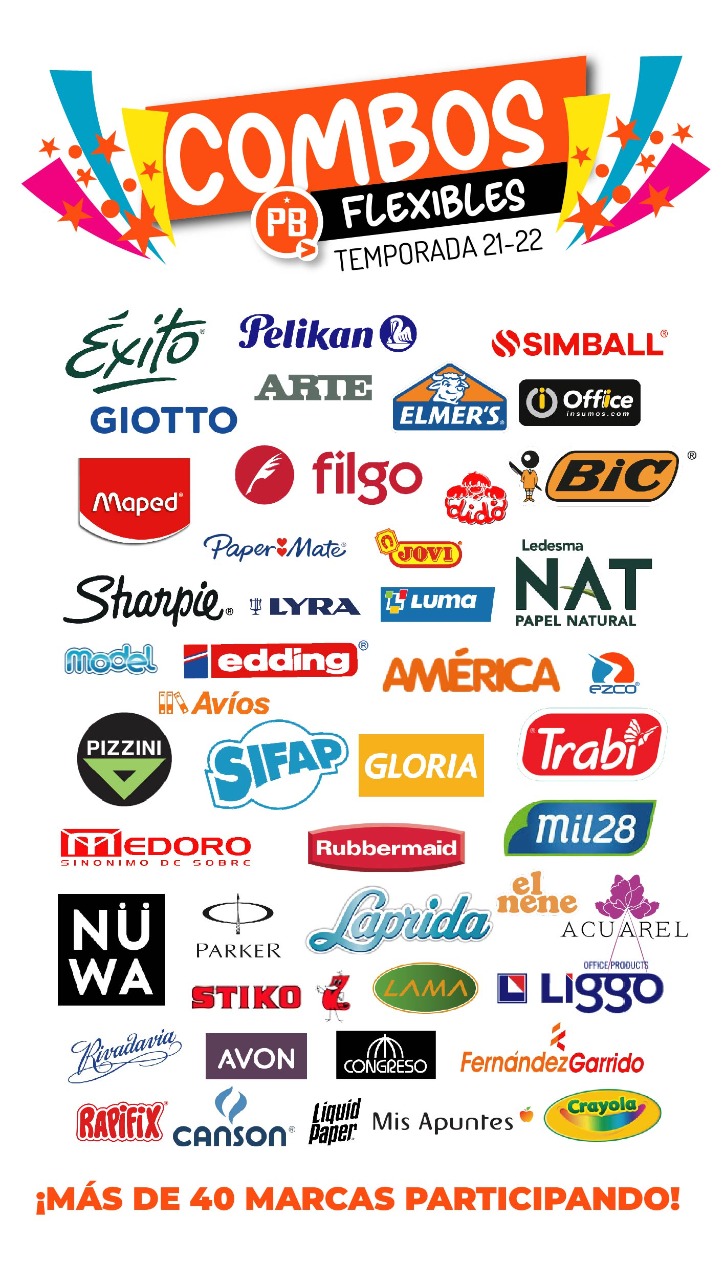 COMBOS
PB
FLEXIBLES
TEMPORADA 21-22
Éxito
Pelikan
SIMBALL
ARTE
ELMER'S
Office
insumos.com
GIOTTO
Maped
filgo
dida
BIC
Paper Mate
JOVI
Ledesma
NAT
PAPEL NATURAL
Sharpie
LYRA
Luma
model
edding
AMÉRICA
ezco
Avíos
PIZZINI
SIFAP
GLORIA
Trabi
MEDORO
SINONIMO DE SOBRE
Rubbermaid
Mil28
NÜWA
PARKER
Laprida
el nene
ACUAREL
STIKO
LAMA
OFFICE/PRODUCTS
Liggo
Rivadavia
AVON
CONGRESO
FernándezGarrido
RAPIFIX
CANSON
Liquid Paper
Mis Apuntes
Crayola
¡MÁS DE 40 MARCAS PARTICIPANDO!